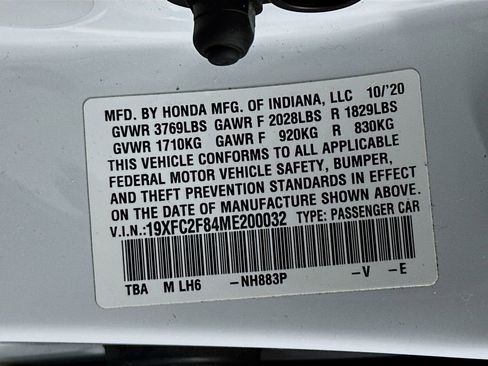 MFD. BY HONDA MFG. OF INDIANA, LLC 10/'20
GVWR 3769LBS GAWR F 2028LBS R 1829LBS
GVWR 1710KG GAWR F 920KG R 830KG
THIS VEHICLE CONFORMS TO ALL APPLICABLE
FEDERAL MOTOR VEHICLE SAFETY, BUMPER,
AND THEFT PREVENTION STANDARDS IN EFFECT
ON THE DATE OF MANUFACTURE SHOWN ABOVE.
V.I.N.:19XFC2F84ME200032 TYPE: PASSENGER CAR
TBA M LH6 -NH883P -V -E